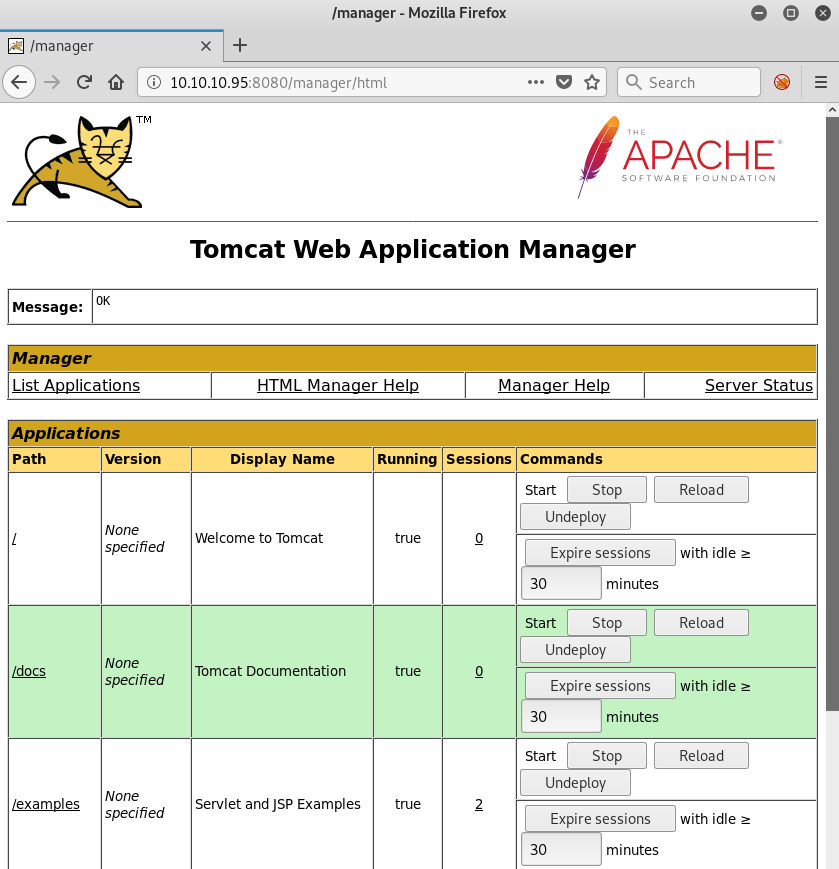 /manager - Mozilla Firefox
/manager
10.10.10.95:8080/manager/html
Search
TM
THE
APACHE®
SOFTWARE FOUNDATION
Tomcat Web Application Manager
Message: OK
Manager
List Applications HTML Manager Help Manager Help Server Status
Applications
Path Version Display Name Running Sessions Commands
/ None specified Welcome to Tomcat true 0
Start Stop Reload
Undeploy
Expire sessions with idle ≥
30 minutes
/docs None specified Tomcat Documentation true 0
Start Stop Reload
Undeploy
Expire sessions with idle ≥
30 minutes
/examples None specified Servlet and JSP Examples true 2
Start Stop Reload
Undeploy
Expire sessions with idle ≥
30 minutes